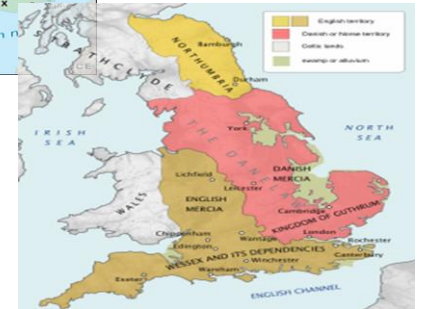 x
English territory
Danish or Norse territory
Celtic lands
swamp or alluvium
STRATHCLYDE
NORTHUMBRIA
Bamburgh
Durham
IRISH
SEA
NORTH
SEA
York
THE DANELAW
DANISH
MERCIA
Lichfield
Leicester
WALES
ENGLISH
MERCIA
Cambridge
KINGDOM OF GUTHRUM
Chippenham
London
Rochester
Edington
Wantage
Canterbury
WESSEX AND ITS DEPENDENCIES
Winchester
Wareham
Exeter
ENGLISH CHANNEL